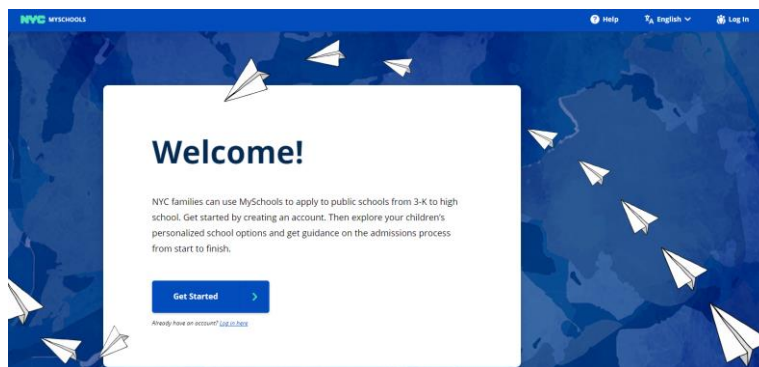 NYC MYSCHOOLS Help English Log In
Welcome!
NYC families can use MySchools to apply to public schools from 3-K to high
school. Get started by creating an account. Then explore your children's
personalized school options and get guidance on the admissions process
from start to finish.
Get Started
Already have an account? Log in here